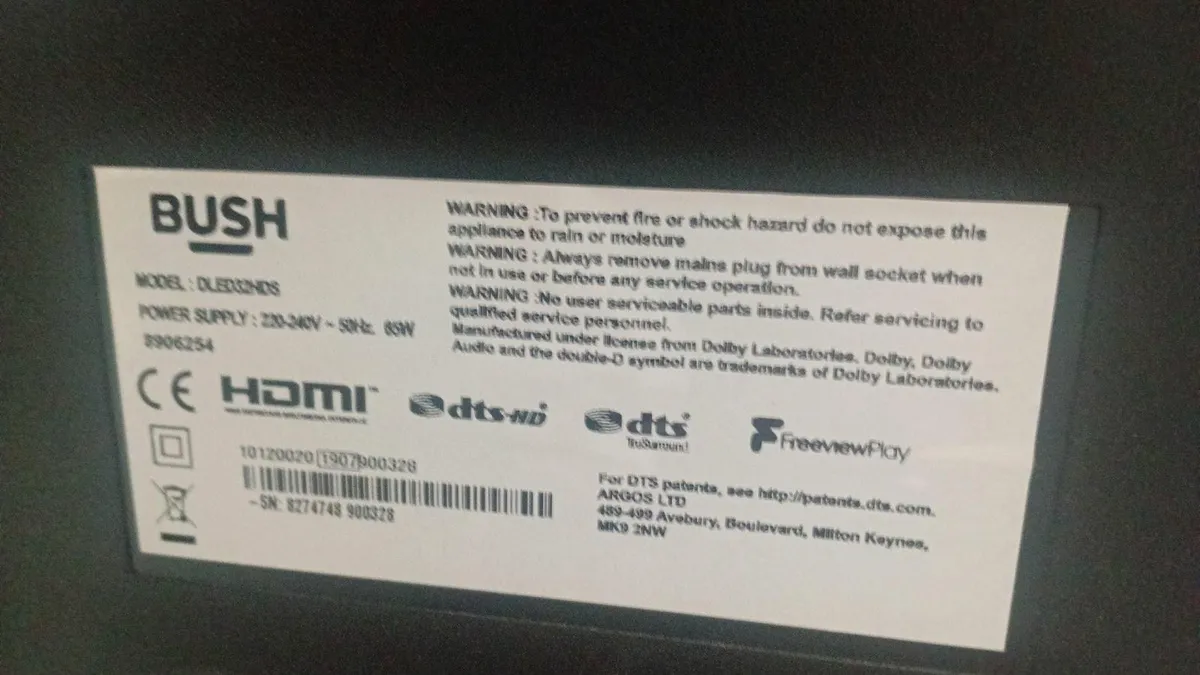 BUSH
MODEL : DLED32HDS
POWER SUPPLY : 220-240V ~ 50Hz. 65W
8906254
WARNING :To prevent fire or shock hazard do not expose this
appliance to rain or moisture
WARNING : Always remove mains plug from wall socket when
not in use or before any service operation.
WARNING :No user serviceable parts inside. Refer servicing to
qualified service personnel.
Manufactured under license from Dolby Laboratories. Dolby, Dolby
Audio and the double-D symbol are trademarks of Dolby Laboratories.
CE
HDMI™
dts-HD
dts
TruSurround
FreeviewPlay
10120020 1907900328
~SN: 8274748 900328
For DTS patents, see http://patents.dts.com.
ARGOS LTD
489-499 Avebury, Boulevard, Milton Keynes,
MK9 2NW